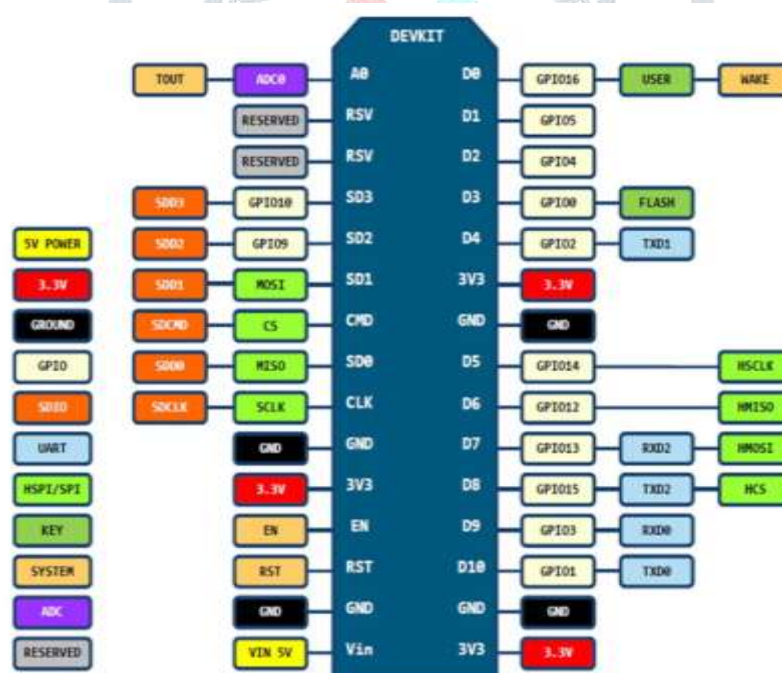 DEVKIT
TOUT ADC0 A0 D0 GPIO16 USER WAKE
RESERVED RSV D1 GPIO5
RESERVED RSV D2 GPIO4
SDD3 GPIO10 SD3 D3 GPIO0 FLASH
5V POWER SDD2 GPIO9 SD2 D4 GPIO2 TXD1
3.3V SDD1 MOSI SD1 3V3 3.3V
GROUND SDCMD CS CMD GND GND
GPIO SDD0 MISO SD0 D5 GPIO14 HSCLK
SDIO SDCLK SCLK CLK D6 GPIO12 HMISO
UART GND GND D7 GPIO13 RXD2 HMOSI
HSPI/SPI 3.3V 3V3 D8 GPIO15 TXD2 HCS
KEY EN EN D9 GPIO3 RXD0
SYSTEM RST RST D10 GPIO1 TXD0
ADC GND GND GND GND
RESERVED VIN 5V Vin 3V3 3.3V